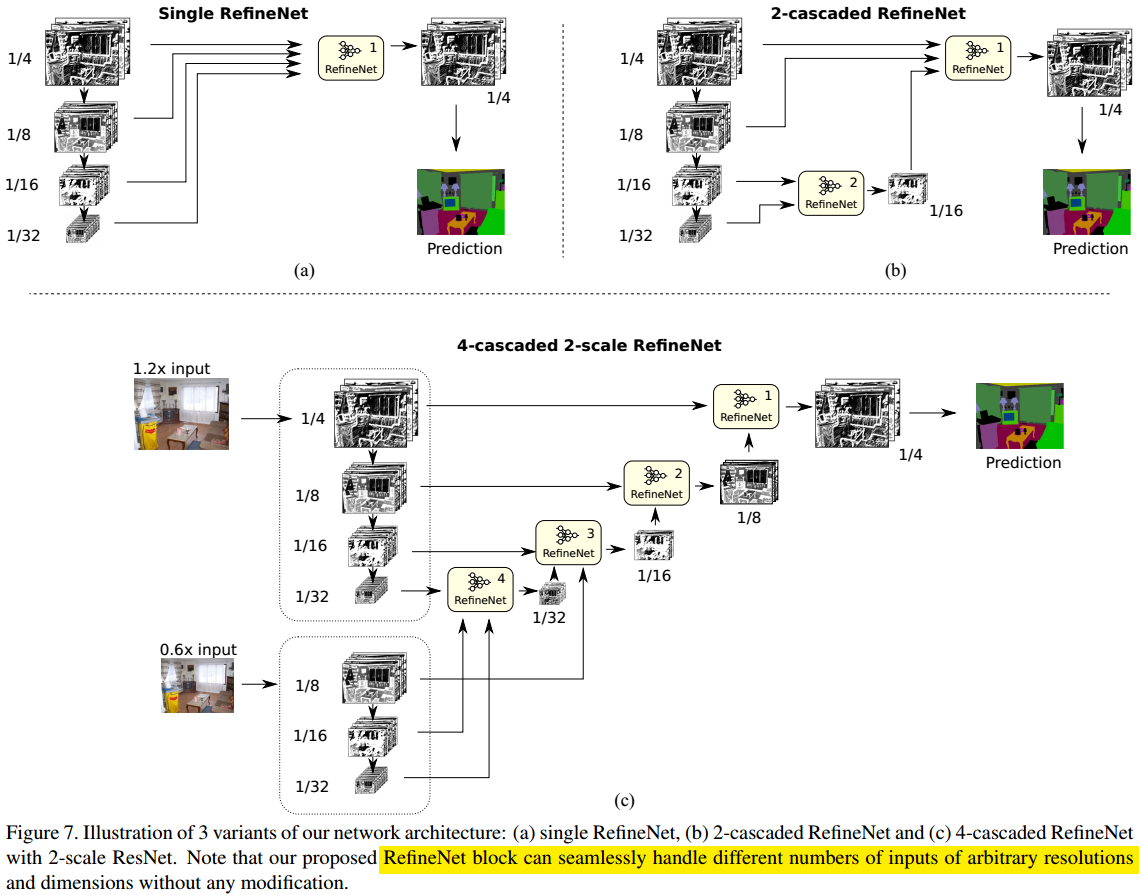 Single RefineNet
1/4
1
RefineNet
1/4
1/8
1/16
1/32
Prediction
(a)
2-cascaded RefineNet
1/4
1
RefineNet
1/4
1/8
1/16
2
RefineNet
1/16
1/32
Prediction
(b)
4-cascaded 2-scale RefineNet
1.2x input
1/4
1
RefineNet
1/4
Prediction
1/8
2
RefineNet
1/8
1/16
3
RefineNet
1/16
1/32
4
RefineNet
1/32
0.6x input
1/8
1/16
1/32
(c)
Figure 7. Illustration of 3 variants of our network architecture: (a) single RefineNet, (b) 2-cascaded RefineNet and (c) 4-cascaded RefineNet
with 2-scale ResNet. Note that our proposed RefineNet block can seamlessly handle different numbers of inputs of arbitrary resolutions
and dimensions without any modification.